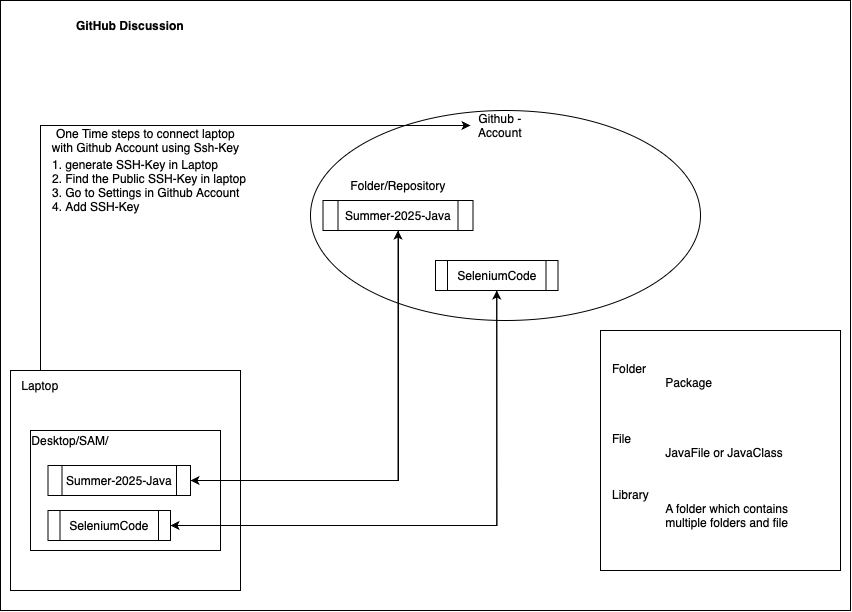 GitHub Discussion
Github -
Account
One Time steps to connect laptop
with Github Account using Ssh-Key
1. generate SSH-Key in Laptop
2. Find the Public SSH-Key in laptop
3. Go to Settings in Github Account
4. Add SSH-Key
Folder/Repository
Summer-2025-Java
SeleniumCode
Laptop
Desktop/SAM/
Summer-2025-Java
SeleniumCode
Folder
Package
File
JavaFile or JavaClass
Library
A folder which contains
multiple folders and file